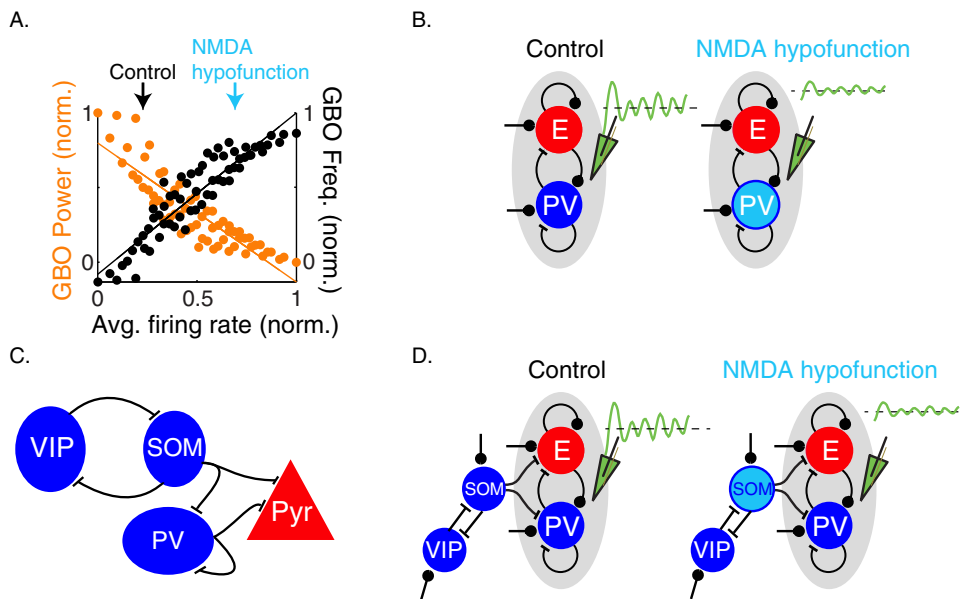 A.
Control
NMDA
hypofunction
GBO Power (norm.)
1
0
1
0
GBO Freq. (norm.)
0
0.5
1
Avg. firing rate (norm.)
B.
Control
NMDA hypofunction
E
PV
E
PV
C.
VIP
SOM
PV
Pyr
D.
Control
NMDA hypofunction
E
SOM
PV
VIP
E
SOM
PV
VIP